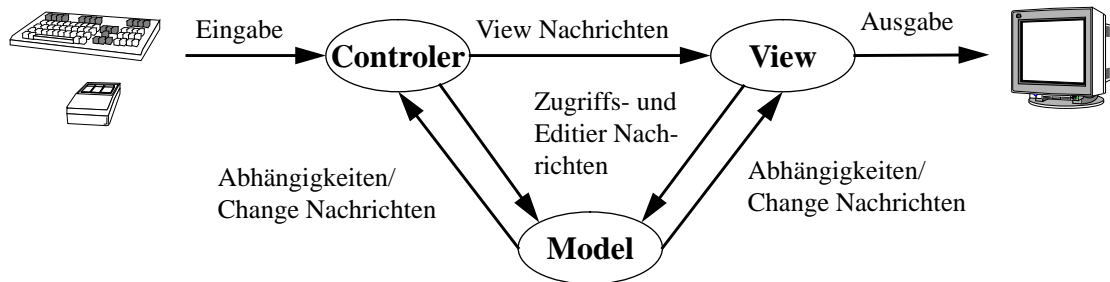 Eingabe
Controler
View Nachrichten
View
Ausgabe
Zugriffs- und
Editier Nach-
richten
Abhängigkeiten/
Change Nachrichten
Abhängigkeiten/
Change Nachrichten
Model